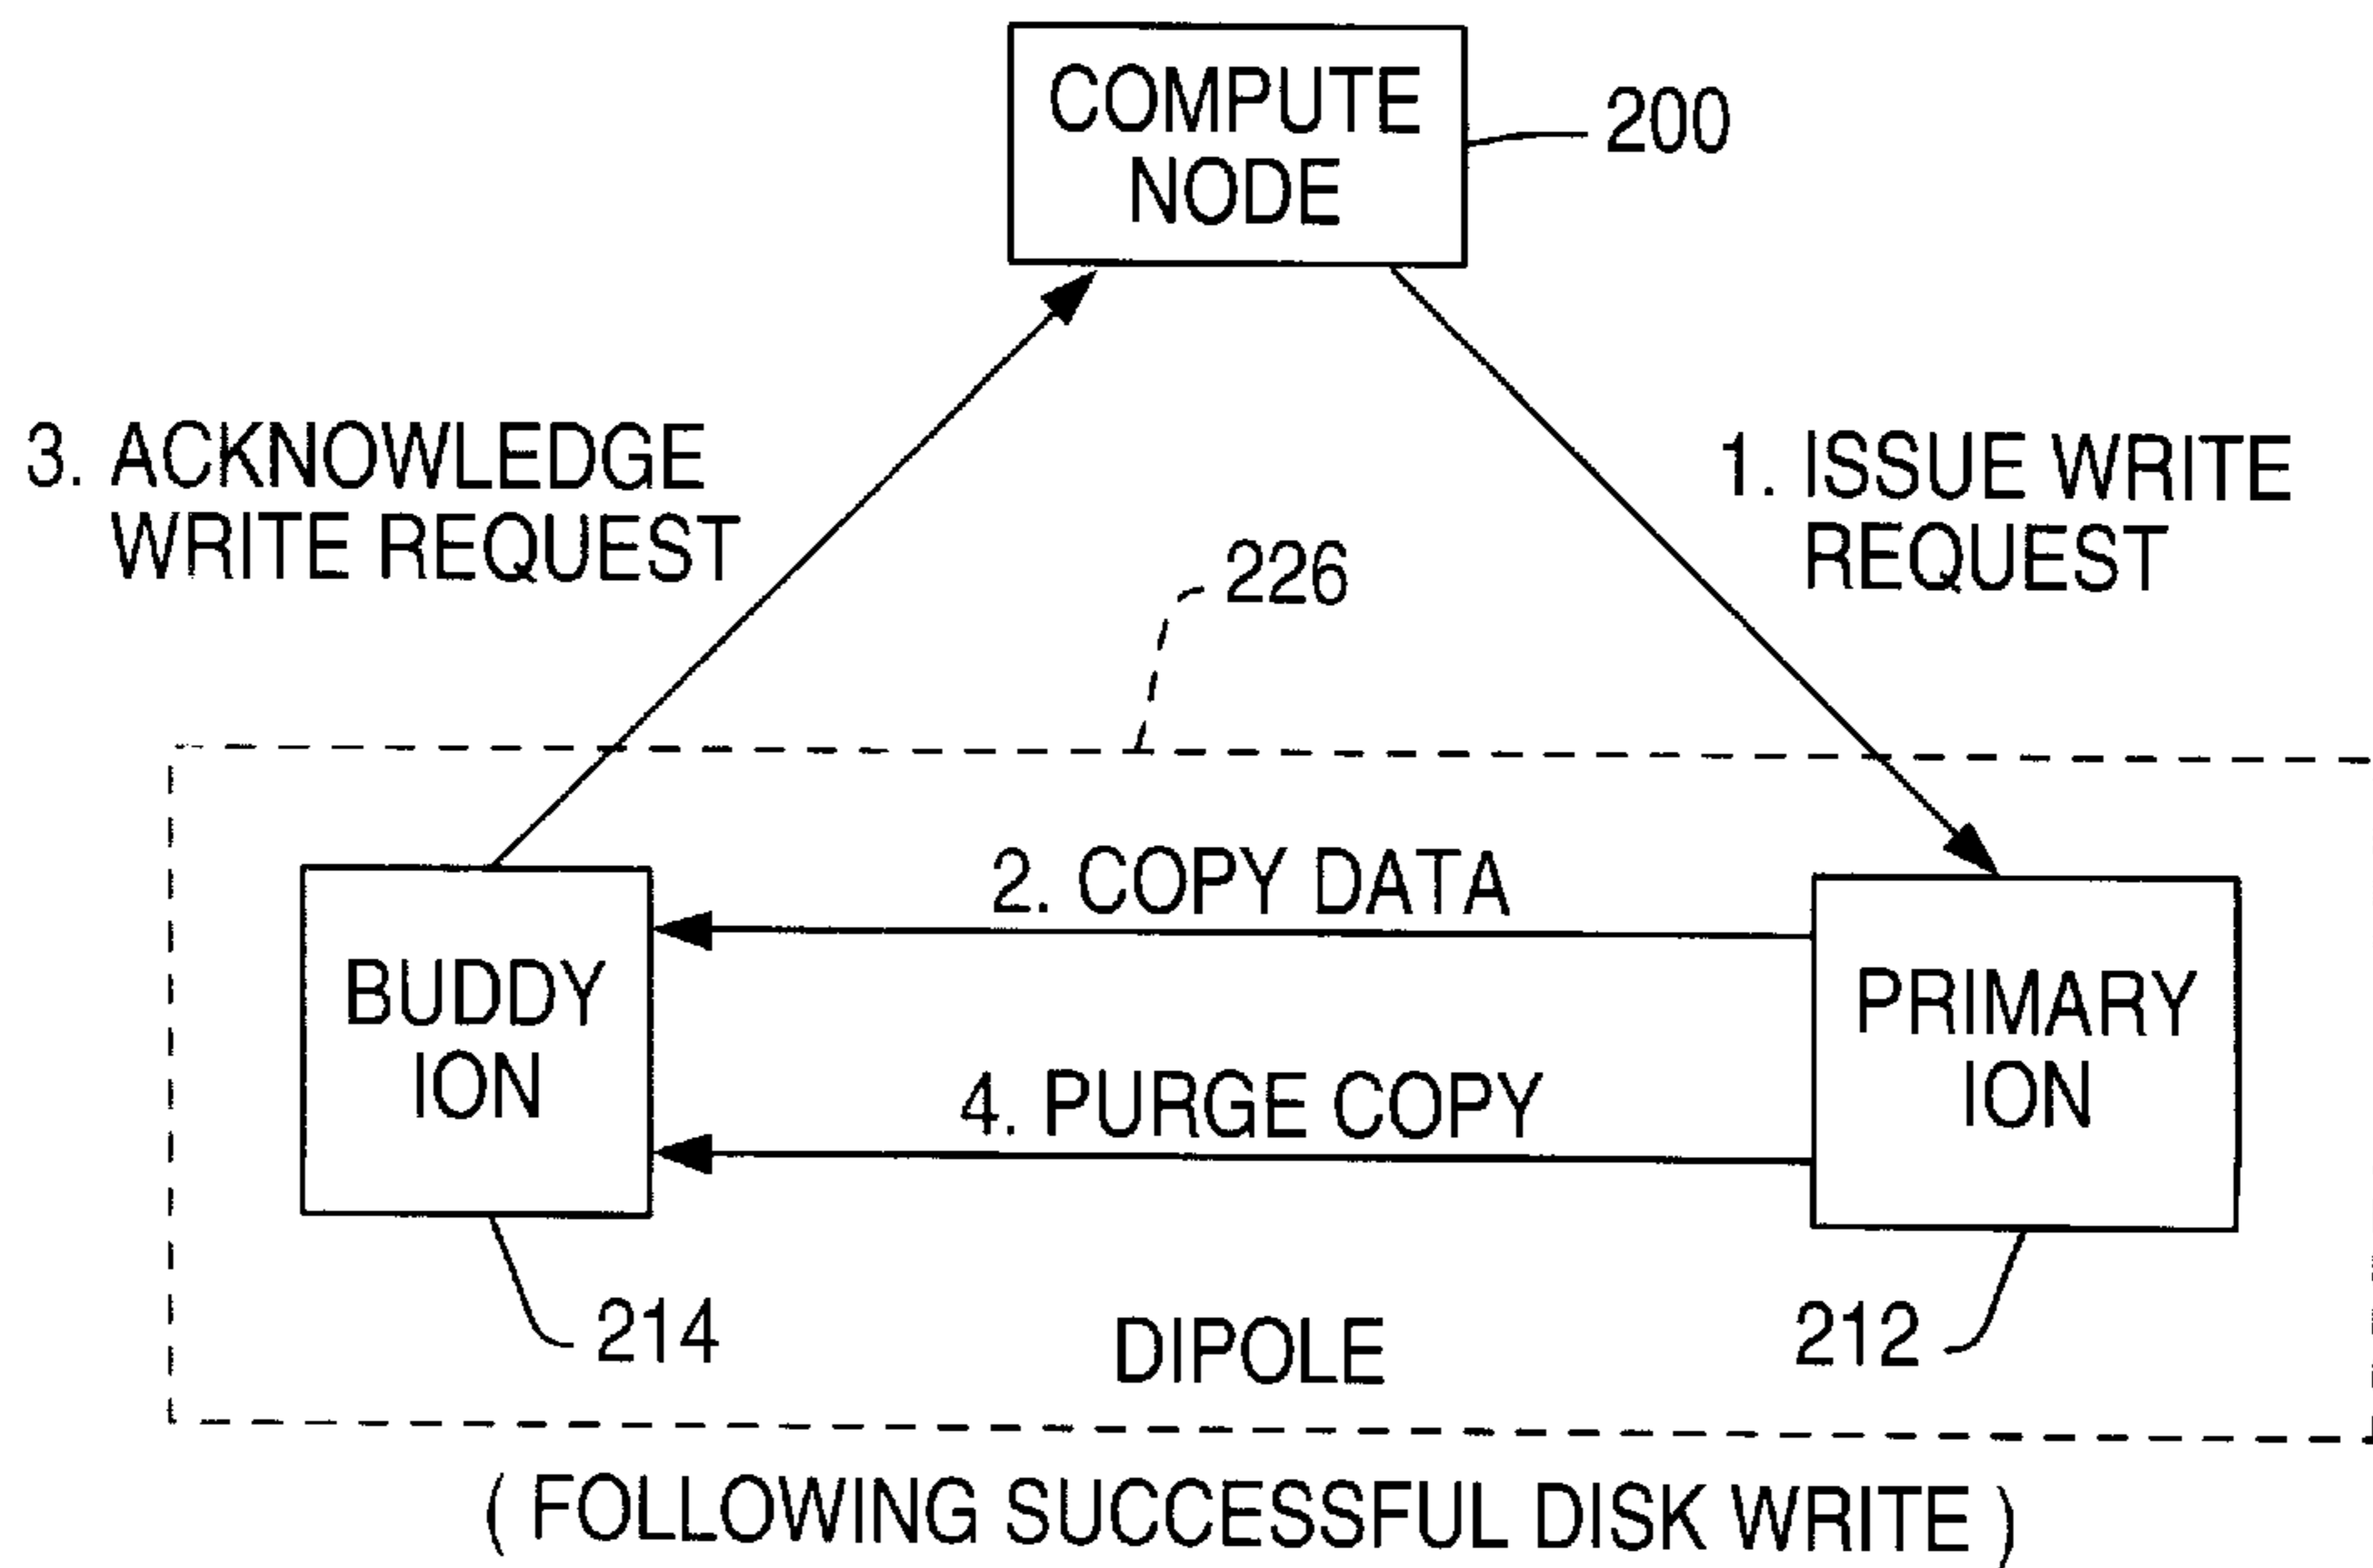 COMPUTE
NODE
200
3. ACKNOWLEDGE
WRITE REQUEST
1. ISSUE WRITE
REQUEST
226
2. COPY DATA
BUDDY
ION
PRIMARY
ION
4. PURGE COPY
214
DIPOLE
212
( FOLLOWING SUCCESSFUL DISK WRITE )